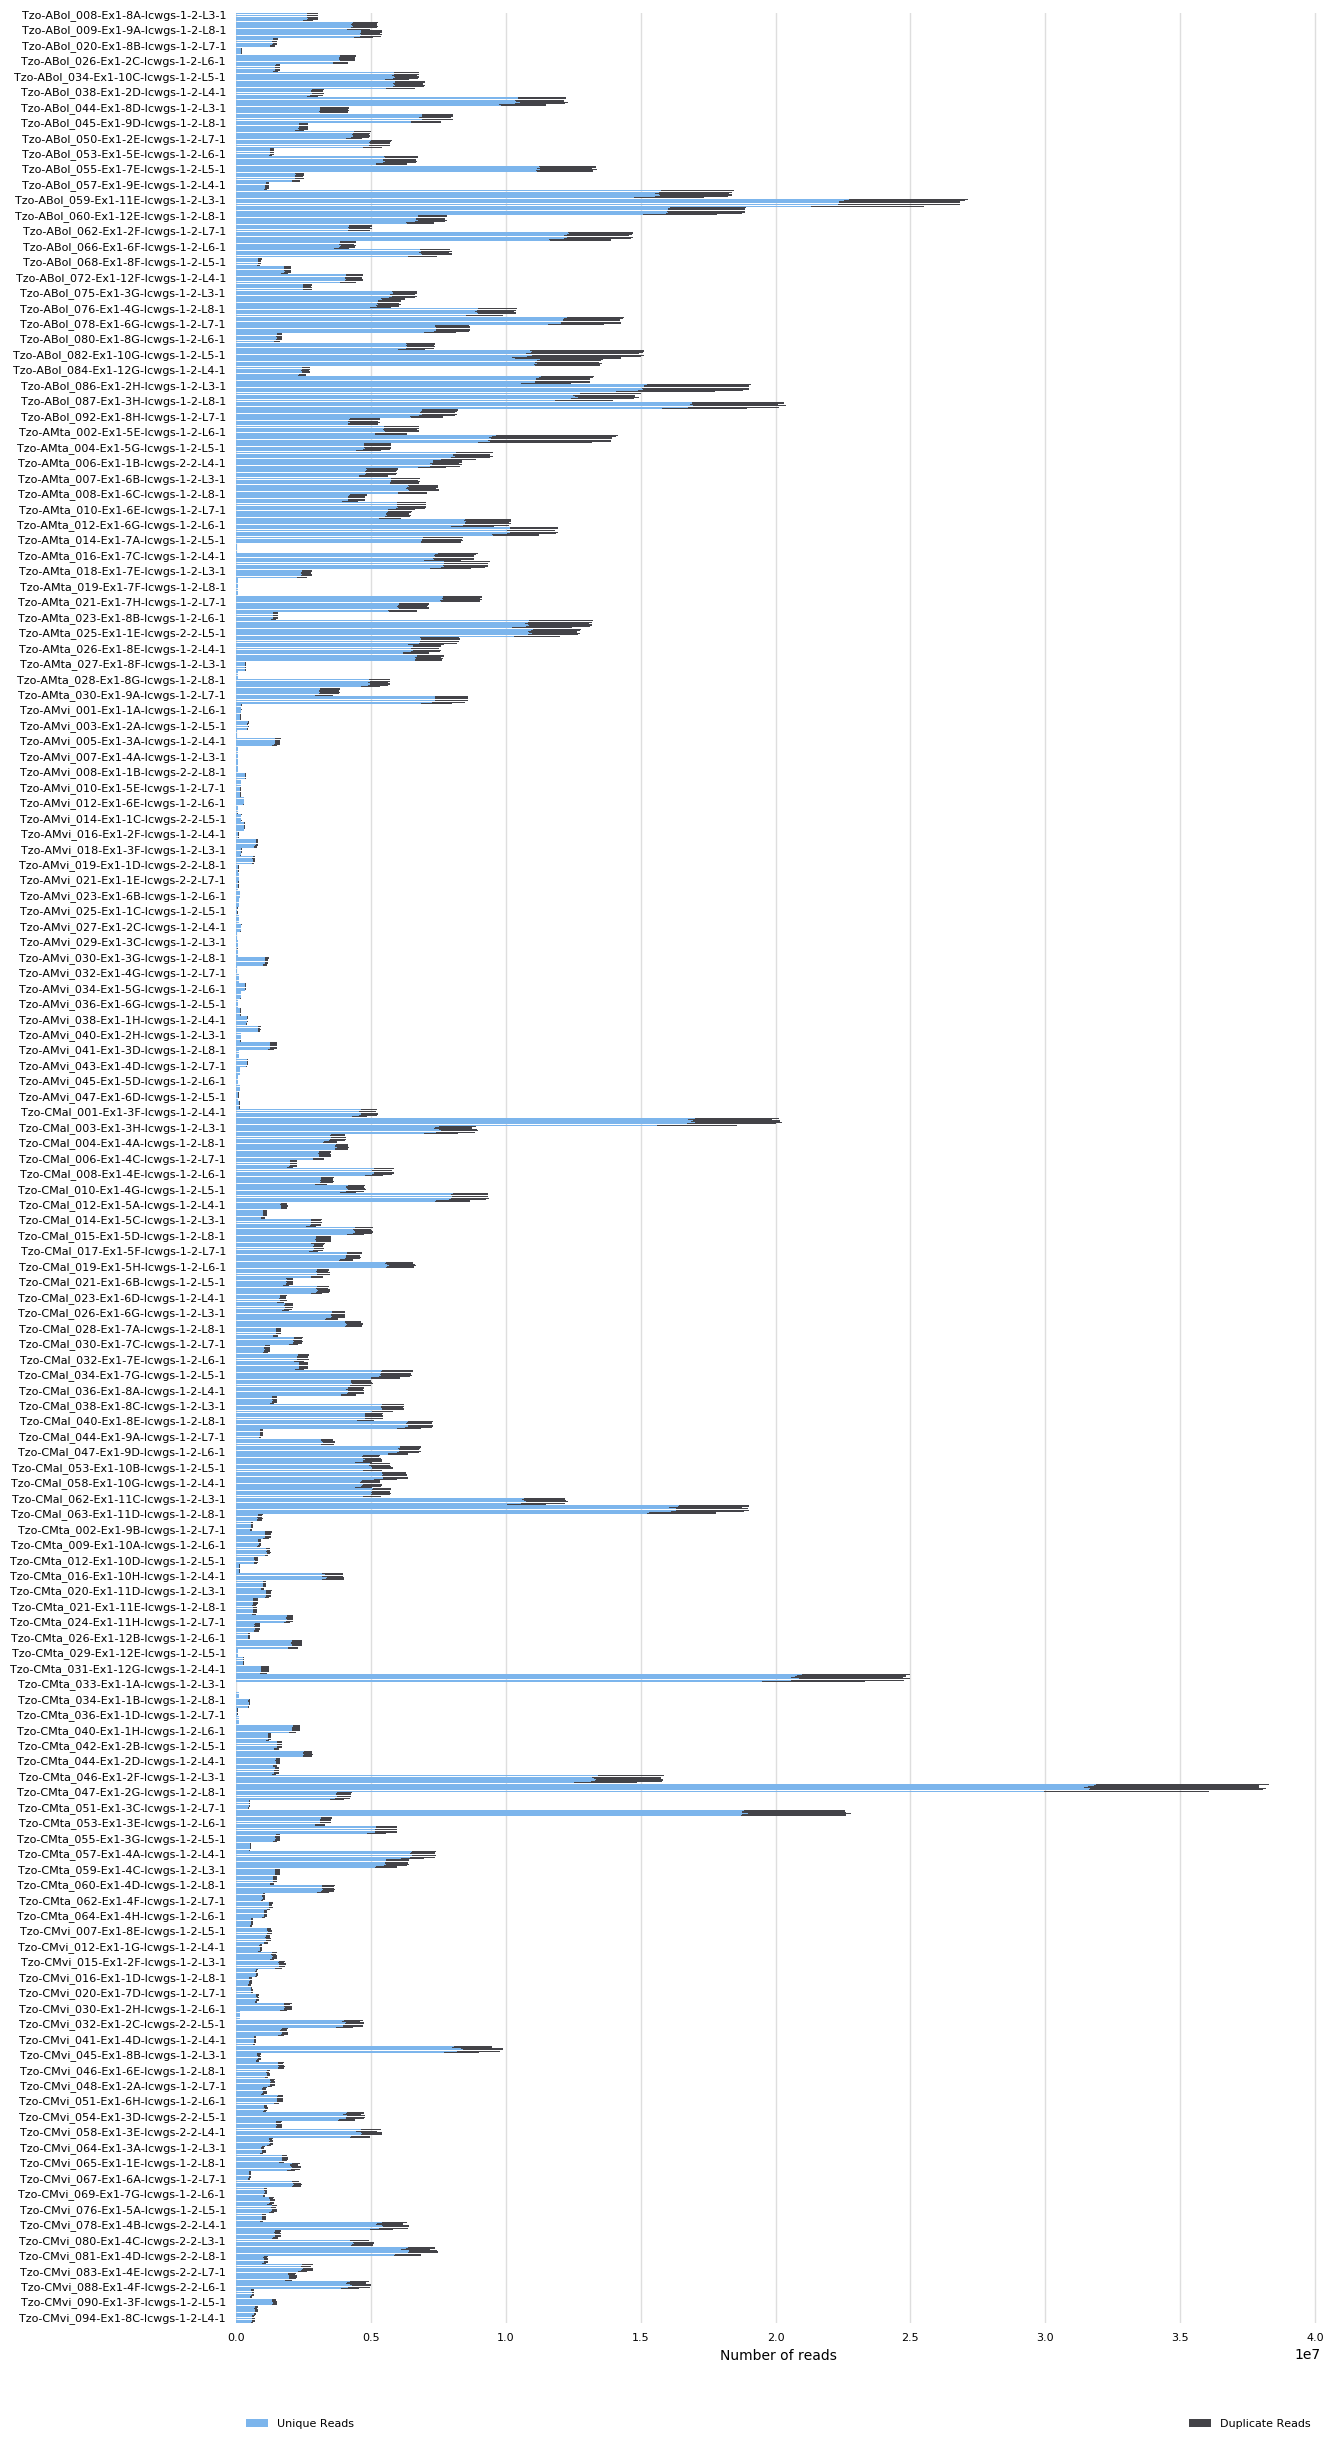 Tzo-ABol_008-Ex1-8A-lcwgs-1-2-L3-1
Tzo-ABol_009-Ex1-9A-lcwgs-1-2-L8-1
Tzo-ABol_020-Ex1-8B-lcwgs-1-2-L7-1
Tzo-ABol_026-Ex1-2C-lcwgs-1-2-L6-1
Tzo-ABol_034-Ex1-10C-lcwgs-1-2-L5-1
Tzo-ABol_038-Ex1-2D-lcwgs-1-2-L4-1
Tzo-ABol_044-Ex1-8D-lcwgs-1-2-L3-1
Tzo-ABol_045-Ex1-9D-lcwgs-1-2-L8-1
Tzo-ABol_050-Ex1-2E-lcwgs-1-2-L7-1
Tzo-ABol_053-Ex1-5E-lcwgs-1-2-L6-1
Tzo-ABol_055-Ex1-7E-lcwgs-1-2-L5-1
Tzo-ABol_057-Ex1-9E-lcwgs-1-2-L4-1
Tzo-ABol_059-Ex1-11E-lcwgs-1-2-L3-1
Tzo-ABol_060-Ex1-12E-lcwgs-1-2-L8-1
Tzo-ABol_062-Ex1-2F-lcwgs-1-2-L7-1
Tzo-ABol_066-Ex1-6F-lcwgs-1-2-L6-1
Tzo-ABol_068-Ex1-8F-lcwgs-1-2-L5-1
Tzo-ABol_072-Ex1-12F-lcwgs-1-2-L4-1
Tzo-ABol_075-Ex1-3G-lcwgs-1-2-L3-1
Tzo-ABol_076-Ex1-4G-lcwgs-1-2-L8-1
Tzo-ABol_078-Ex1-6G-lcwgs-1-2-L7-1
Tzo-ABol_080-Ex1-8G-lcwgs-1-2-L6-1
Tzo-ABol_082-Ex1-10G-lcwgs-1-2-L5-1
Tzo-ABol_084-Ex1-12G-lcwgs-1-2-L4-1
Tzo-ABol_086-Ex1-2H-lcwgs-1-2-L3-1
Tzo-ABol_087-Ex1-3H-lcwgs-1-2-L8-1
Tzo-ABol_092-Ex1-8H-lcwgs-1-2-L7-1
Tzo-AMta_002-Ex1-5E-lcwgs-1-2-L6-1
Tzo-AMta_004-Ex1-5G-lcwgs-1-2-L5-1
Tzo-AMta_006-Ex1-1B-lcwgs-2-2-L4-1
Tzo-AMta_007-Ex1-6B-lcwgs-1-2-L3-1
Tzo-AMta_008-Ex1-6C-lcwgs-1-2-L8-1
Tzo-AMta_010-Ex1-6E-lcwgs-1-2-L7-1
Tzo-AMta_012-Ex1-6G-lcwgs-1-2-L6-1
Tzo-AMta_014-Ex1-7A-lcwgs-1-2-L5-1
Tzo-AMta_016-Ex1-7C-lcwgs-1-2-L4-1
Tzo-AMta_018-Ex1-7E-lcwgs-1-2-L3-1
Tzo-AMta_019-Ex1-7F-lcwgs-1-2-L8-1
Tzo-AMta_021-Ex1-7H-lcwgs-1-2-L7-1
Tzo-AMta_023-Ex1-8B-lcwgs-1-2-L6-1
Tzo-AMta_025-Ex1-1E-lcwgs-2-2-L5-1
Tzo-AMta_026-Ex1-8E-lcwgs-1-2-L4-1
Tzo-AMta_027-Ex1-8F-lcwgs-1-2-L3-1
Tzo-AMta_028-Ex1-8G-lcwgs-1-2-L8-1
Tzo-AMta_030-Ex1-9A-lcwgs-1-2-L7-1
Tzo-AMvi_001-Ex1-1A-lcwgs-1-2-L6-1
Tzo-AMvi_003-Ex1-2A-lcwgs-1-2-L5-1
Tzo-AMvi_005-Ex1-3A-lcwgs-1-2-L4-1
Tzo-AMvi_007-Ex1-4A-lcwgs-1-2-L3-1
Tzo-AMvi_008-Ex1-1B-lcwgs-2-2-L8-1
Tzo-AMvi_010-Ex1-5E-lcwgs-1-2-L7-1
Tzo-AMvi_012-Ex1-6E-lcwgs-1-2-L6-1
Tzo-AMvi_014-Ex1-1C-lcwgs-2-2-L5-1
Tzo-AMvi_016-Ex1-2F-lcwgs-1-2-L4-1
Tzo-AMvi_018-Ex1-3F-lcwgs-1-2-L3-1
Tzo-AMvi_019-Ex1-1D-lcwgs-2-2-L8-1
Tzo-AMvi_021-Ex1-1E-lcwgs-2-2-L7-1
Tzo-AMvi_023-Ex1-6B-lcwgs-1-2-L6-1
Tzo-AMvi_025-Ex1-1C-lcwgs-1-2-L5-1
Tzo-AMvi_027-Ex1-2C-lcwgs-1-2-L4-1
Tzo-AMvi_029-Ex1-3C-lcwgs-1-2-L3-1
Tzo-AMvi_030-Ex1-3G-lcwgs-1-2-L8-1
Tzo-AMvi_032-Ex1-4G-lcwgs-1-2-L7-1
Tzo-AMvi_034-Ex1-5G-lcwgs-1-2-L6-1
Tzo-AMvi_036-Ex1-6G-lcwgs-1-2-L5-1
Tzo-AMvi_038-Ex1-1H-lcwgs-1-2-L4-1
Tzo-AMvi_040-Ex1-2H-lcwgs-1-2-L3-1
Tzo-AMvi_041-Ex1-3D-lcwgs-1-2-L8-1
Tzo-AMvi_043-Ex1-4D-lcwgs-1-2-L7-1
Tzo-AMvi_045-Ex1-5D-lcwgs-1-2-L6-1
Tzo-AMvi_047-Ex1-6D-lcwgs-1-2-L5-1
Tzo-CMal_001-Ex1-3F-lcwgs-1-2-L4-1
Tzo-CMal_003-Ex1-3H-lcwgs-1-2-L3-1
Tzo-CMal_004-Ex1-4A-lcwgs-1-2-L8-1
Tzo-CMal_006-Ex1-4C-lcwgs-1-2-L7-1
Tzo-CMal_008-Ex1-4E-lcwgs-1-2-L6-1
Tzo-CMal_010-Ex1-4G-lcwgs-1-2-L5-1
Tzo-CMal_012-Ex1-5A-lcwgs-1-2-L4-1
Tzo-CMal_014-Ex1-5C-lcwgs-1-2-L3-1
Tzo-CMal_015-Ex1-5D-lcwgs-1-2-L8-1
Tzo-CMal_017-Ex1-5F-lcwgs-1-2-L7-1
Tzo-CMal_019-Ex1-5H-lcwgs-1-2-L6-1
Tzo-CMal_021-Ex1-6B-lcwgs-1-2-L5-1
Tzo-CMal_023-Ex1-6D-lcwgs-1-2-L4-1
Tzo-CMal_026-Ex1-6G-lcwgs-1-2-L3-1
Tzo-CMal_028-Ex1-7A-lcwgs-1-2-L8-1
Tzo-CMal_030-Ex1-7C-lcwgs-1-2-L7-1
Tzo-CMal_032-Ex1-7E-lcwgs-1-2-L6-1
Tzo-CMal_034-Ex1-7G-lcwgs-1-2-L5-1
Tzo-CMal_036-Ex1-8A-lcwgs-1-2-L4-1
Tzo-CMal_038-Ex1-8C-lcwgs-1-2-L3-1
Tzo-CMal_040-Ex1-8E-lcwgs-1-2-L8-1
Tzo-CMal_044-Ex1-9A-lcwgs-1-2-L7-1
Tzo-CMal_047-Ex1-9D-lcwgs-1-2-L6-1
Tzo-CMal_053-Ex1-10B-lcwgs-1-2-L5-1
Tzo-CMal_058-Ex1-10G-lcwgs-1-2-L4-1
Tzo-CMal_062-Ex1-11C-lcwgs-1-2-L3-1
Tzo-CMal_063-Ex1-11D-lcwgs-1-2-L8-1
Tzo-CMta_002-Ex1-9B-lcwgs-1-2-L7-1
Tzo-CMta_009-Ex1-10A-lcwgs-1-2-L6-1
Tzo-CMta_012-Ex1-10D-lcwgs-1-2-L5-1
Tzo-CMta_016-Ex1-10H-lcwgs-1-2-L4-1
Tzo-CMta_020-Ex1-11D-lcwgs-1-2-L3-1
Tzo-CMta_021-Ex1-11E-lcwgs-1-2-L8-1
Tzo-CMta_024-Ex1-11H-lcwgs-1-2-L7-1
Tzo-CMta_026-Ex1-12B-lcwgs-1-2-L6-1
Tzo-CMta_029-Ex1-12E-lcwgs-1-2-L5-1
Tzo-CMta_031-Ex1-12G-lcwgs-1-2-L4-1
Tzo-CMta_033-Ex1-1A-lcwgs-1-2-L3-1
Tzo-CMta_034-Ex1-1B-lcwgs-1-2-L8-1
Tzo-CMta_036-Ex1-1D-lcwgs-1-2-L7-1
Tzo-CMta_040-Ex1-1H-lcwgs-1-2-L6-1
Tzo-CMta_042-Ex1-2B-lcwgs-1-2-L5-1
Tzo-CMta_044-Ex1-2D-lcwgs-1-2-L4-1
Tzo-CMta_046-Ex1-2F-lcwgs-1-2-L3-1
Tzo-CMta_047-Ex1-2G-lcwgs-1-2-L8-1
Tzo-CMta_051-Ex1-3C-lcwgs-1-2-L7-1
Tzo-CMta_053-Ex1-3E-lcwgs-1-2-L6-1
Tzo-CMta_055-Ex1-3G-lcwgs-1-2-L5-1
Tzo-CMta_057-Ex1-4A-lcwgs-1-2-L4-1
Tzo-CMta_059-Ex1-4C-lcwgs-1-2-L3-1
Tzo-CMta_060-Ex1-4D-lcwgs-1-2-L8-1
Tzo-CMta_062-Ex1-4F-lcwgs-1-2-L7-1
Tzo-CMta_064-Ex1-4H-lcwgs-1-2-L6-1
Tzo-CMvi_007-Ex1-8E-lcwgs-1-2-L5-1
Tzo-CMvi_012-Ex1-1G-lcwgs-1-2-L4-1
Tzo-CMvi_015-Ex1-2F-lcwgs-1-2-L3-1
Tzo-CMvi_016-Ex1-1D-lcwgs-1-2-L8-1
Tzo-CMvi_020-Ex1-7D-lcwgs-1-2-L7-1
Tzo-CMvi_030-Ex1-2H-lcwgs-1-2-L6-1
Tzo-CMvi_032-Ex1-2C-lcwgs-2-2-L5-1
Tzo-CMvi_041-Ex1-4D-lcwgs-1-2-L4-1
Tzo-CMvi_045-Ex1-8B-lcwgs-1-2-L3-1
Tzo-CMvi_046-Ex1-6E-lcwgs-1-2-L8-1
Tzo-CMvi_048-Ex1-2A-lcwgs-1-2-L7-1
Tzo-CMvi_051-Ex1-6H-lcwgs-1-2-L6-1
Tzo-CMvi_054-Ex1-3D-lcwgs-2-2-L5-1
Tzo-CMvi_058-Ex1-3E-lcwgs-2-2-L4-1
Tzo-CMvi_064-Ex1-3A-lcwgs-1-2-L3-1
Tzo-CMvi_065-Ex1-1E-lcwgs-1-2-L8-1
Tzo-CMvi_067-Ex1-6A-lcwgs-1-2-L7-1
Tzo-CMvi_069-Ex1-7G-lcwgs-1-2-L6-1
Tzo-CMvi_076-Ex1-5A-lcwgs-1-2-L5-1
Tzo-CMvi_078-Ex1-4B-lcwgs-2-2-L4-1
Tzo-CMvi_080-Ex1-4C-lcwgs-2-2-L3-1
Tzo-CMvi_081-Ex1-4D-lcwgs-2-2-L8-1
Tzo-CMvi_083-Ex1-4E-lcwgs-2-2-L7-1
Tzo-CMvi_088-Ex1-4F-lcwgs-2-2-L6-1
Tzo-CMvi_090-Ex1-3F-lcwgs-1-2-L5-1
Tzo-CMvi_094-Ex1-8C-lcwgs-1-2-L4-1
0.0 0.5 1.0 1.5 2.0 2.5 3.0 3.5 4.0
Number of reads
1e7
Unique Reads
Duplicate Reads